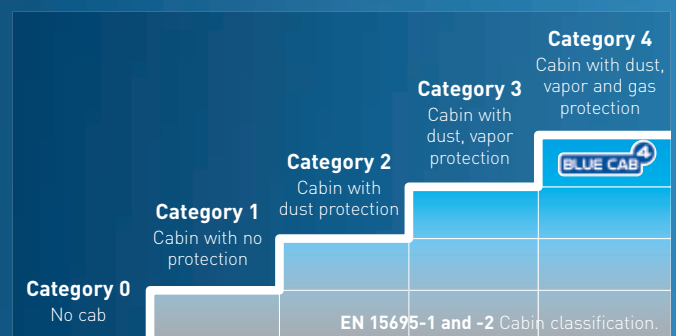 Category 4
Cabin with dust,
vapor and gas
protection
Category 3
Cabin with
dust, vapor
protection
BLUE CAB 4
Category 2
Cabin with
dust protection
Category 1
Cabin with no
protection
Category 0
No cab
EN 15695-1 and -2 Cabin classification.